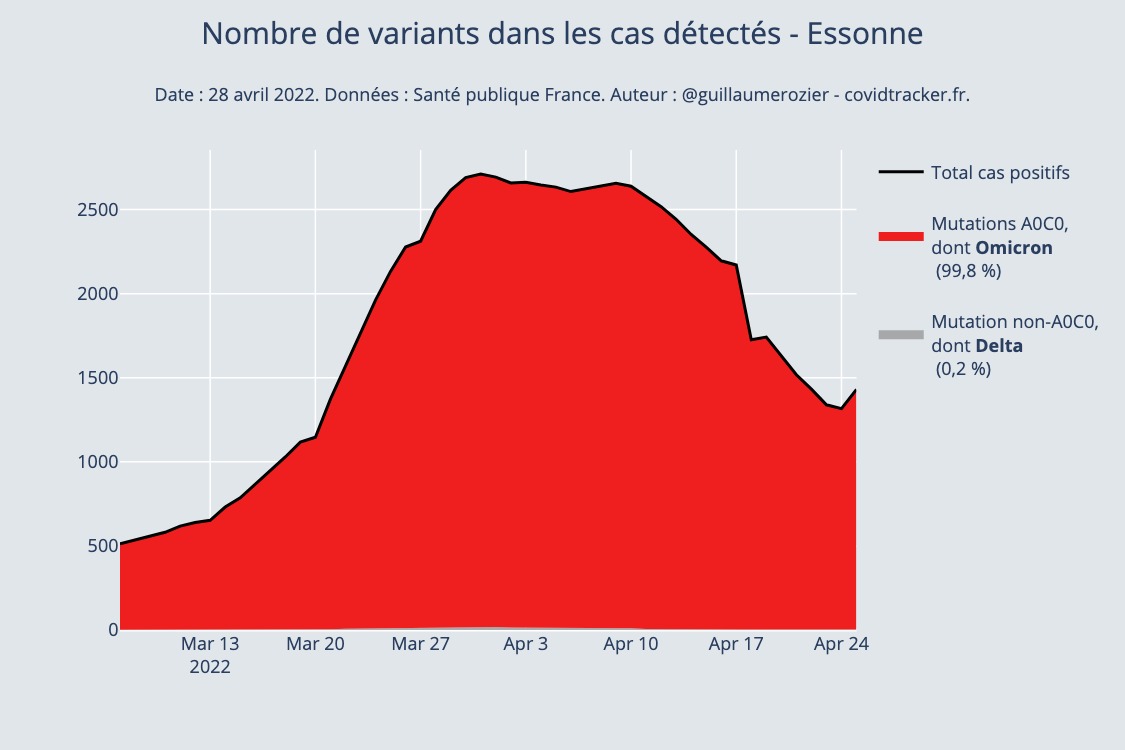 Nombre de variants dans les cas détectés - Essonne
Date : 28 avril 2022. Données : Santé publique France. Auteur : @guillaumerozier - covidtracker.fr.
Total cas positifs
Mutations A0C0,
dont Omicron
(99,8 %)
Mutation non-A0C0,
dont Delta
(0,2 %)
2500
2000
1500
1000
500
0
Mar 13 Mar 20 Mar 27 Apr 3 Apr 10 Apr 17 Apr 24
2022